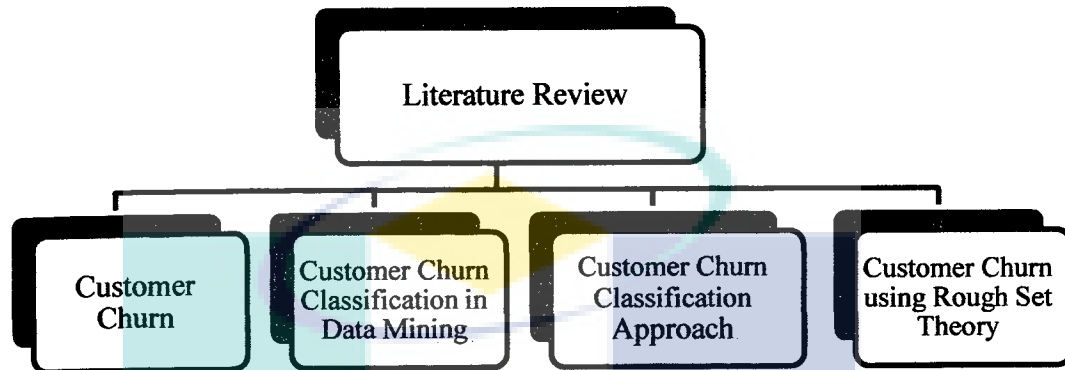 Literature Review
Customer
Churn
Customer Churn
Classification in
Data Mining
Customer Churn
Classification
Approach
Customer Churn
using Rough Set
Theory